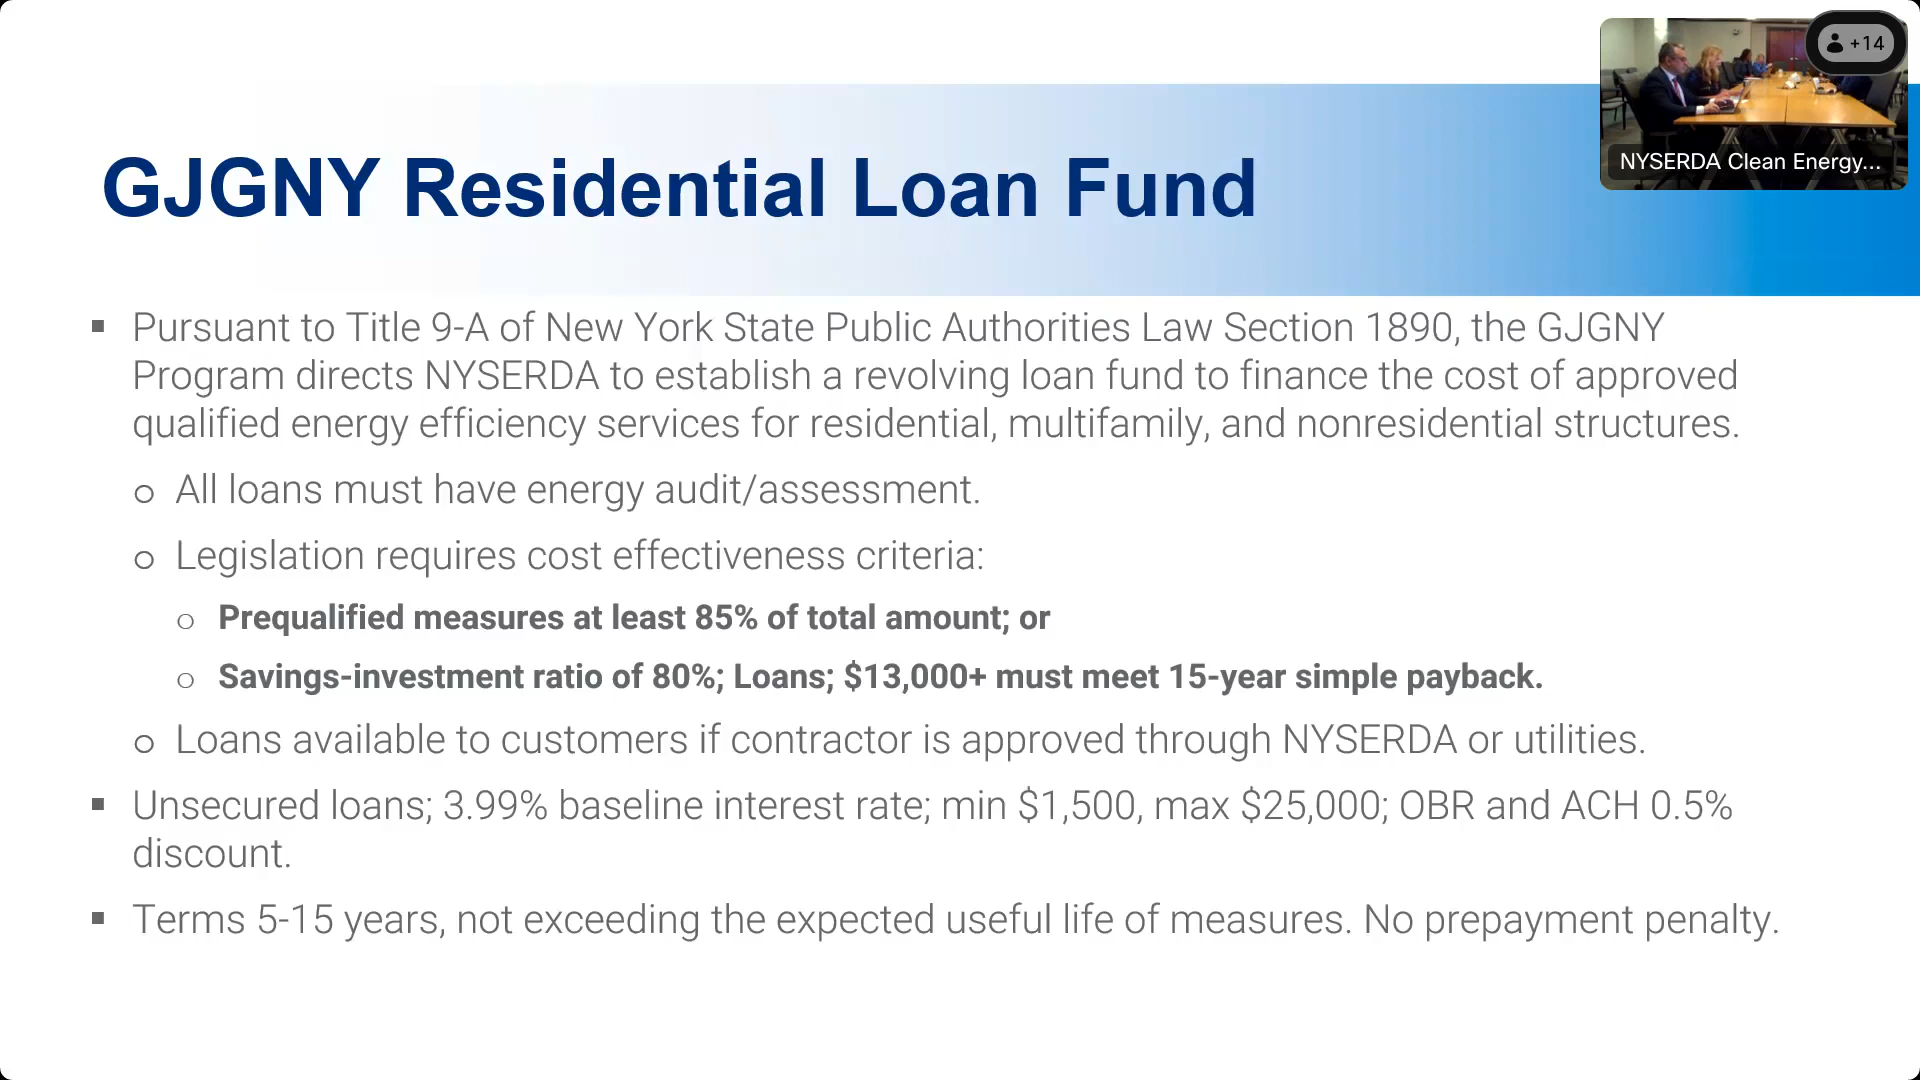 +14
NYSERDA Clean Energy...
GJGNY Residential Loan Fund
▪ Pursuant to Title 9-A of New York State Public Authorities Law Section 1890, the GJGNY
Program directs NYSERDA to establish a revolving loan fund to finance the cost of approved
qualified energy efficiency services for residential, multifamily, and nonresidential structures.
o All loans must have energy audit/assessment.
o Legislation requires cost effectiveness criteria:
o Prequalified measures at least 85% of total amount; or
o Savings-investment ratio of 80%; Loans; $13,000+ must meet 15-year simple payback.
o Loans available to customers if contractor is approved through NYSERDA or utilities.
▪ Unsecured loans; 3.99% baseline interest rate; min $1,500, max $25,000; OBR and ACH 0.5%
discount.
▪ Terms 5-15 years, not exceeding the expected useful life of measures. No prepayment penalty.